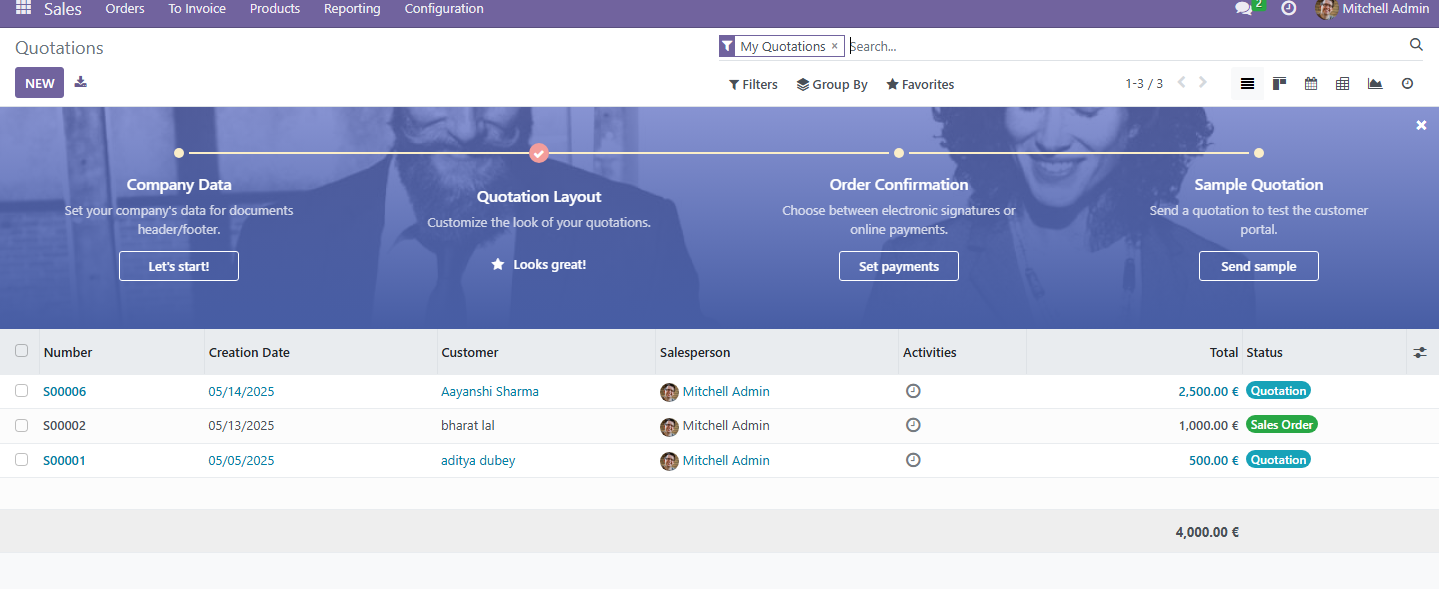 Sales Orders To Invoice Products Reporting Configuration 2 Mitchell Admin
Quotations My Quotations × Search...
NEW Filters Group By Favorites 1-3 / 3
Company Data Quotation Layout Order Confirmation Sample Quotation
Set your company's data for documents
header/footer.
Customize the look of your quotations.
Choose between electronic signatures or
online payments.
Send a quotation to test the customer
portal.
Let's start! Looks great! Set payments Send sample
Number Creation Date Customer Salesperson Activities Total Status
S00006 05/14/2025 Aayanshi Sharma Mitchell Admin 2,500.00 € Quotation
S00002 05/13/2025 bharat lal Mitchell Admin 1,000.00 € Sales Order
S00001 05/05/2025 aditya dubey Mitchell Admin 500.00 € Quotation
4,000.00 €